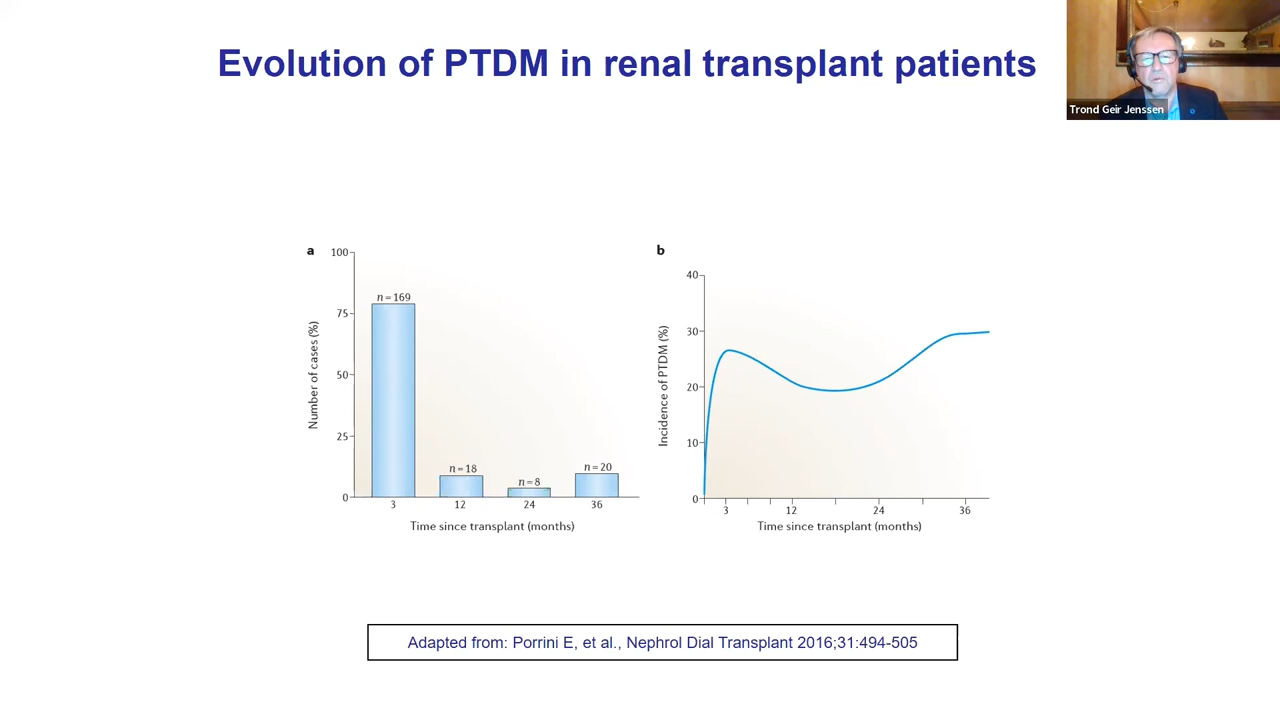 Evolution of PTDM in renal transplant patients
Trond Geir Jenssen
a
100
75
50
25
0
Number of cases (%)
n=169
n=18
n=8
n=20
3 12 24 36
Time since transplant (months)
b
40
30
20
10
0
Incidence of PTDM (%)
3 12 24 36
Time since transplant (months)
Adapted from: Porrini E, et al., Nephrol Dial Transplant 2016;31:494-505